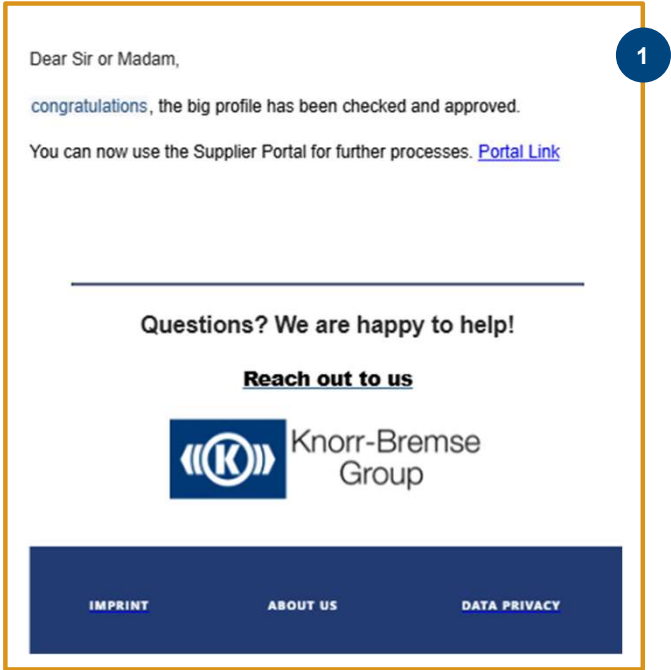 1
Dear Sir or Madam,
congratulations, the big profile has been checked and approved.
You can now use the Supplier Portal for further processes. Portal Link
Questions? We are happy to help!
Reach out to us
K
Knorr-Bremse
Group
IMPRINT ABOUT US DATA PRIVACY